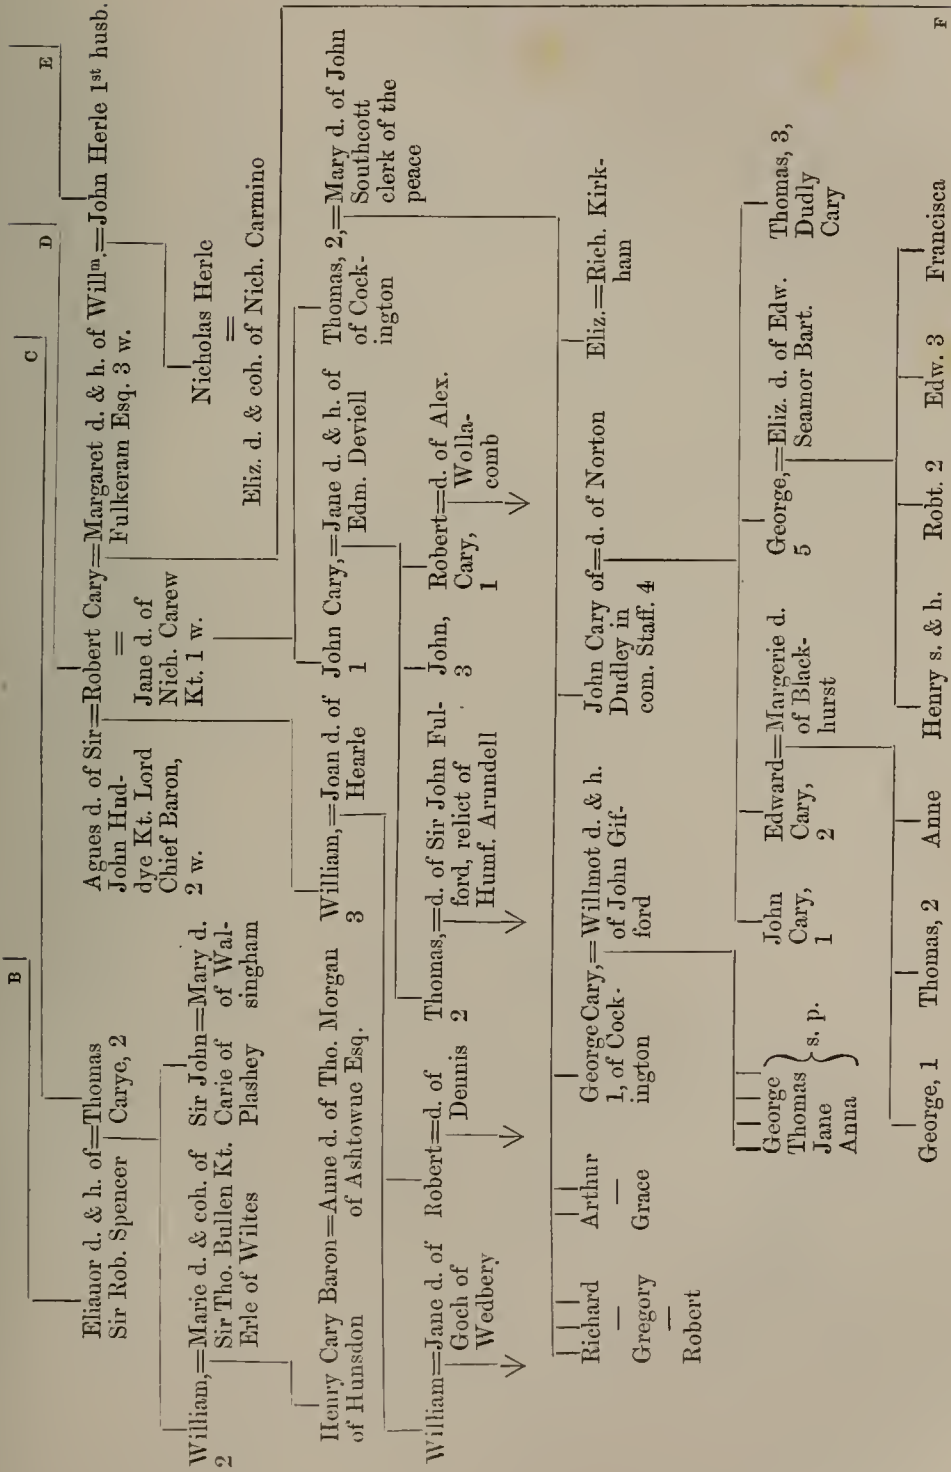 B
C
D
E
Elianor d. & h. of=Thomas
Sir Rob. Spencer Carye, 2
Agnes d. of Sir=Robert Cary=Margaret d. & h. of Willm.=John Herle 1st husb.
John Hud-
dye Kt. Lord
Chief Baron,
2 w.
=
Jane d. of
Nich. Carew
Kt. 1 w.
Fulkeram Esq. 3 w.
Nicholas Herle
=
Eliz. d. & coh. of Nich. Carmino
William,=Marie d. & coh. of
2 Sir Tho. Bullen Kt.
Erle of Wiltes
Sir John=Mary d.
Carie of of Wal-
Plashey singham
Henry Cary Baron=Anne d. of Tho. Morgan
of Hunsdon of Ashtowue Esq.
William,=Joan d. of
3 Hearle
John Cary,=Jane d. & h. of
1 Edm. Deviell
Thomas, 2,=Mary d. of John
of Cock- Southcott
ington clerk of the
peace
William=Jane d. of
Goch of
Wedbery
Robert=d. of
Dennis
Thomas,=d. of Sir John Ful-
2 ford, relict of
Humf. Arundell
John,
3
Robert=d. of Alex.
Cary, Wolla-
1 comb
Richard
—
Gregory
—
Robert
Arthur
—
Grace
George Cary,=Willmot d. & h.
1, of Cock- of John Gif-
ington ford
John Cary of=d. of Norton
Dudley in
com. Staff. 4
Eliz.=Rich. Kirk-
ham
George
Thomas
Jane
Anna
s. p.
John
Cary,
1
Edward=Margerie d.
Cary, of Black-
2 hurst
George,=Eliz. d. of Edw.
5 Seamor Bart.
Thomas, 3,
Dudly
Cary
George, 1 Thomas, 2 Anne Henry s. & h. Robt. 2 Edw. 3 Francisca
F